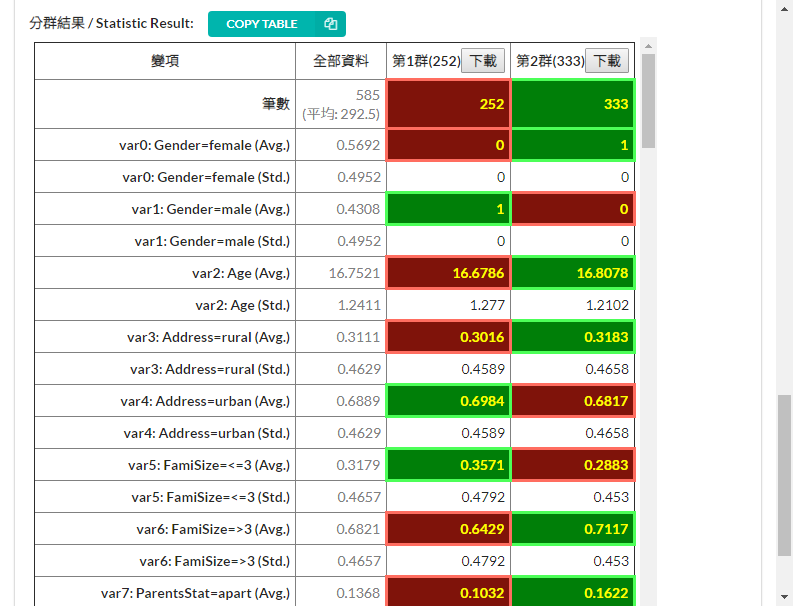 分群結果 / Statistic Result: COPY TABLE
變項 全部資料 第1群(252) 下載 第2群(333) 下載
筆數 585 (平均: 292.5) 252 333
var0: Gender=female (Avg.) 0.5692 0 1
var0: Gender=female (Std.) 0.4952 0 0
var1: Gender=male (Avg.) 0.4308 1 0
var1: Gender=male (Std.) 0.4952 0 0
var2: Age (Avg.) 16.7521 16.6786 16.8078
var2: Age (Std.) 1.2411 1.277 1.2102
var3: Address=rural (Avg.) 0.3111 0.3016 0.3183
var3: Address=rural (Std.) 0.4629 0.4589 0.4658
var4: Address=urban (Avg.) 0.6889 0.6984 0.6817
var4: Address=urban (Std.) 0.4629 0.4589 0.4658
var5: FamiSize=<=3 (Avg.) 0.3179 0.3571 0.2883
var5: FamiSize=<=3 (Std.) 0.4657 0.4792 0.453
var6: FamiSize=>3 (Avg.) 0.6821 0.6429 0.7117
var6: FamiSize=>3 (Std.) 0.4657 0.4792 0.453
var7: ParentsStat=apart (Avg.) 0.1368 0.1032 0.1622